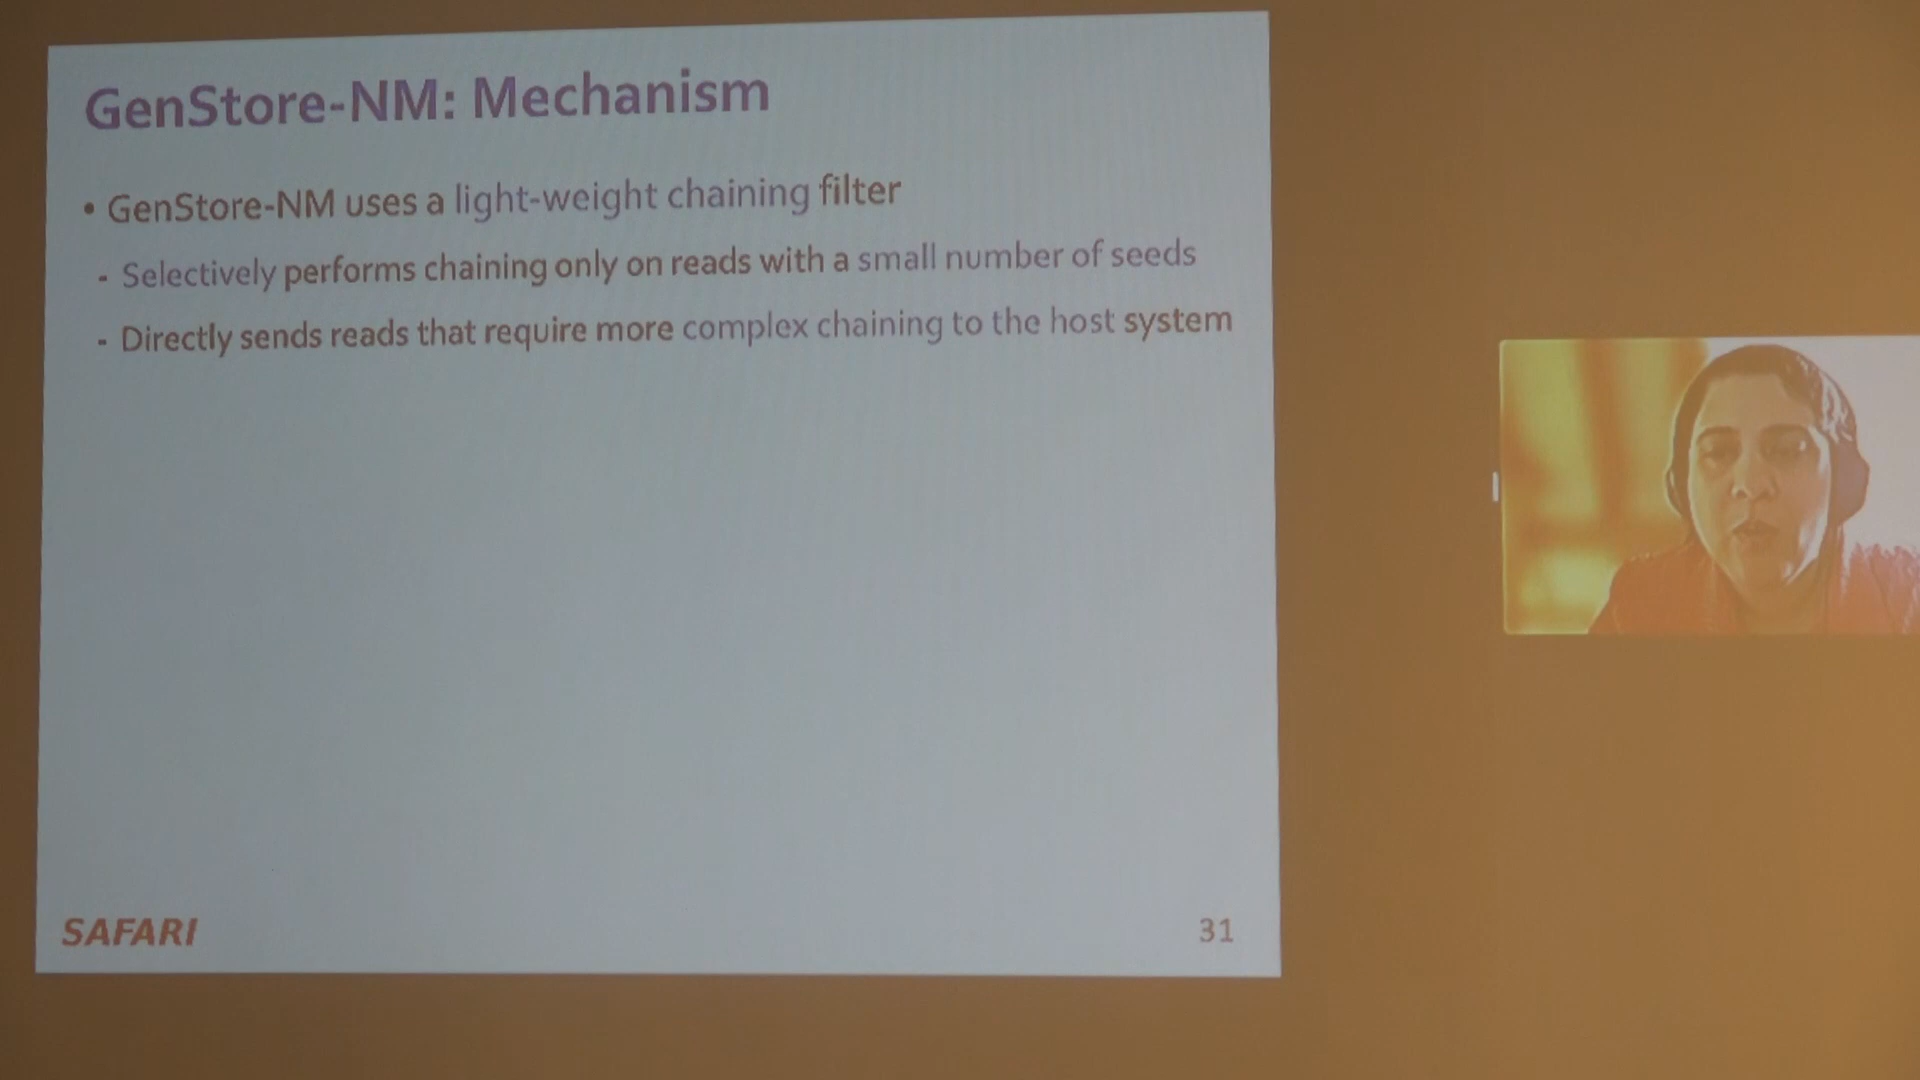 GenStore-NM: Mechanism
• GenStore-NM uses a light-weight chaining filter
- Selectively performs chaining only on reads with a small number of seeds
- Directly sends reads that require more complex chaining to the host system
SAFARI
31